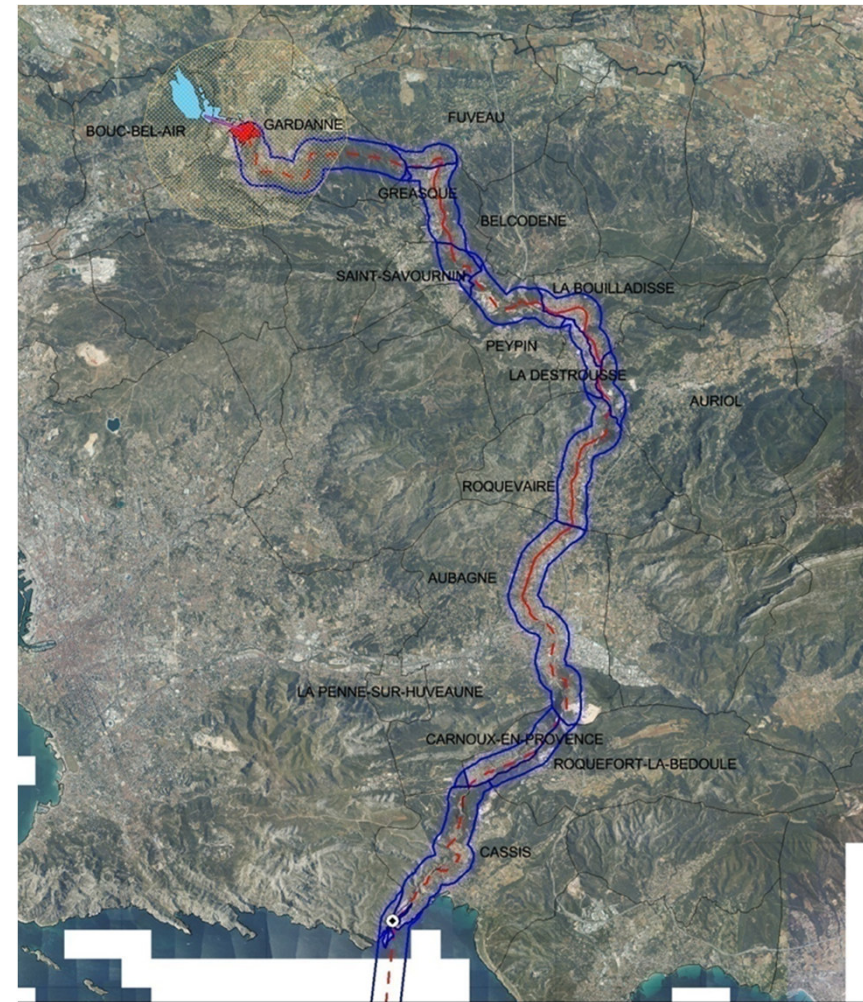 FUVEAU
GARDANNE
BOUC-BEL-AIR
GREASQUE
BELCODENE
SAINT-SAVOURNIN
LA BOUILLADISSE
PEYPIN
LA DESTROUSSE
AURIOL
ROQUEVAIRE
AUBAGNE
LA PENNE-SUR-HUVEAUNE
CARNOUX-EN-PROVENCE
ROQUEFORT-LA-BEDOULE
CASSIS